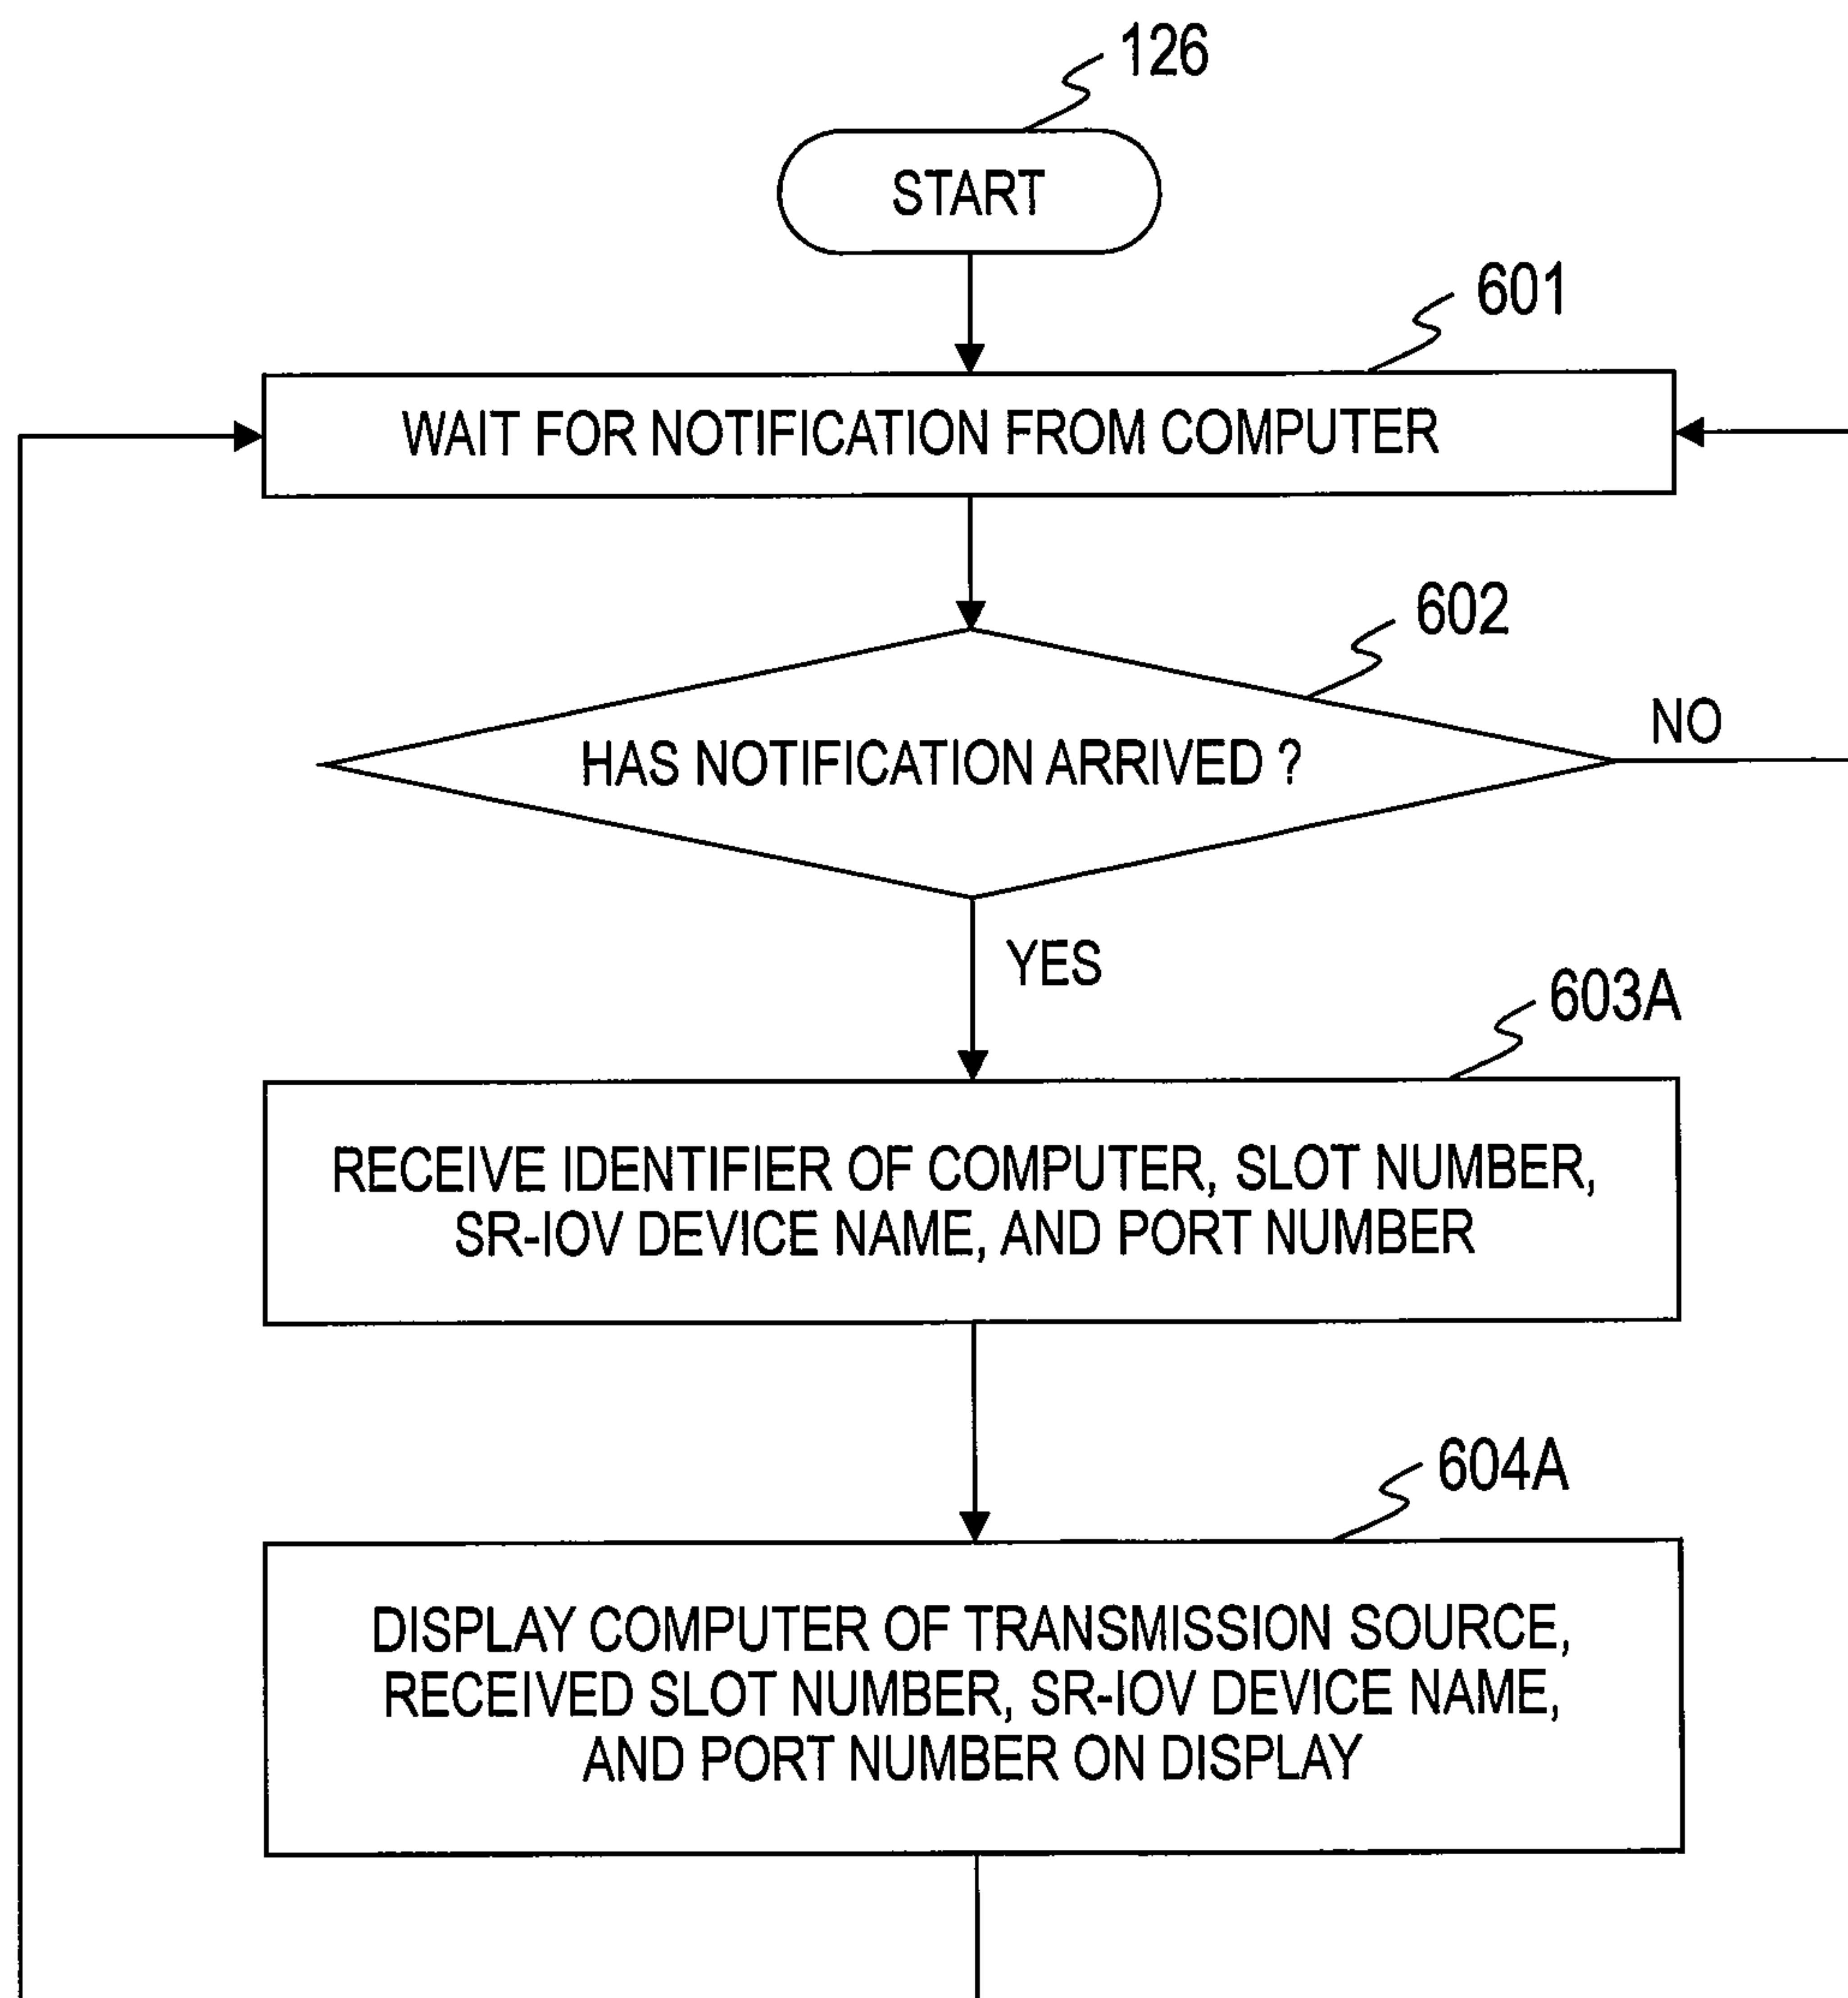 126
START
601
WAIT FOR NOTIFICATION FROM COMPUTER
602
HAS NOTIFICATION ARRIVED ?
NO
YES
603A
RECEIVE IDENTIFIER OF COMPUTER, SLOT NUMBER,
SR-IOV DEVICE NAME, AND PORT NUMBER
604A
DISPLAY COMPUTER OF TRANSMISSION SOURCE,
RECEIVED SLOT NUMBER, SR-IOV DEVICE NAME,
AND PORT NUMBER ON DISPLAY